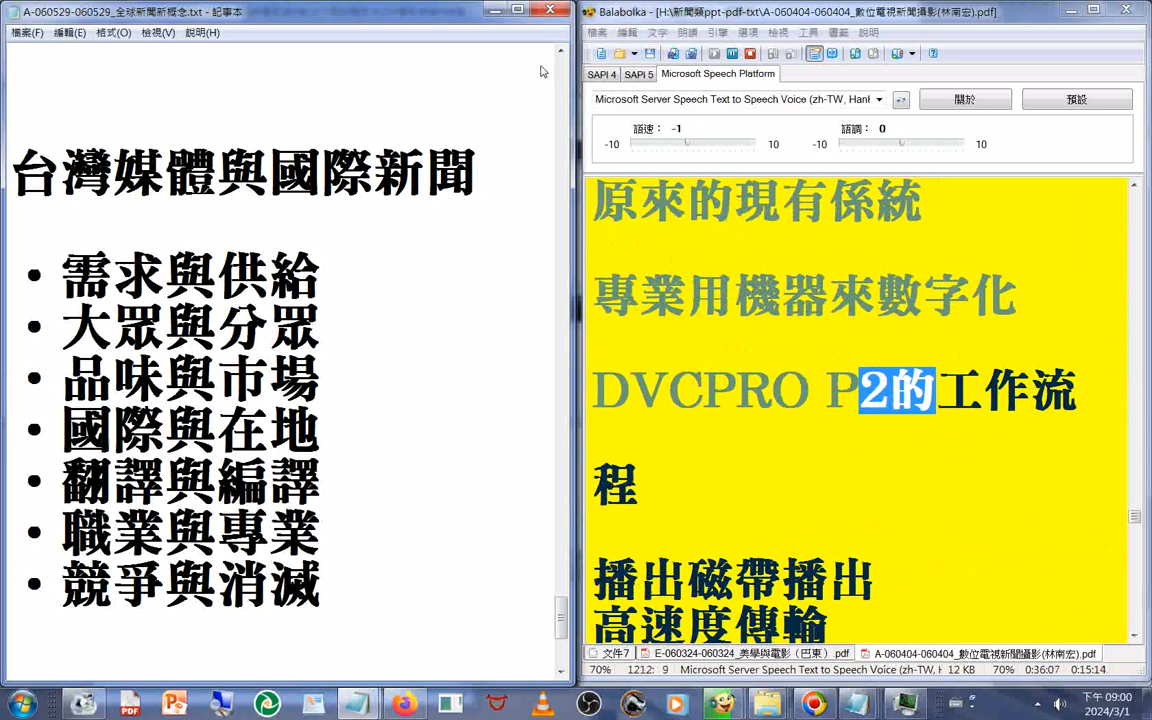 A-060529-060529_全球新聞新概念.txt - 記事本
檔案(F) 編輯(E) 格式(O) 檢視(V) 說明(H)
台灣媒體與國際新聞
• 需求與供給
• 大眾與分眾
• 品味與市場
• 國際與在地
• 翻譯與編譯
• 職業與專業
• 競爭與消滅
Balabolka - [H:\新聞類ppt-pdf-txt\A-060404-060404_數位電視新聞攝影(林南宏).pdf]
檔案 編輯 文字 朗讀 引擎 選項 檢視 工具 書籤 說明
SAPI 4 SAPI 5 Microsoft Speech Platform
Microsoft Server Speech Text to Speech Voice (zh-TW, Hanl 關於 預設
語速： -1 語調： 0
-10 10 -10 10
原來的現有係統
專業用機器來數字化
DVCPRO P2的工作流
程
播出磁帶播出
高速度傳輸
文件7 E-060324-060324_美學與電影（巴東）.pdf A-060404-060404_數位電視新聞攝影(林南宏).pdf
70% 1212: 9 Microsoft Server Speech Text to Speech Voice (zh-TW, H 12 KB 0:36:07 0:15:14
下午 09:00
2024/3/1